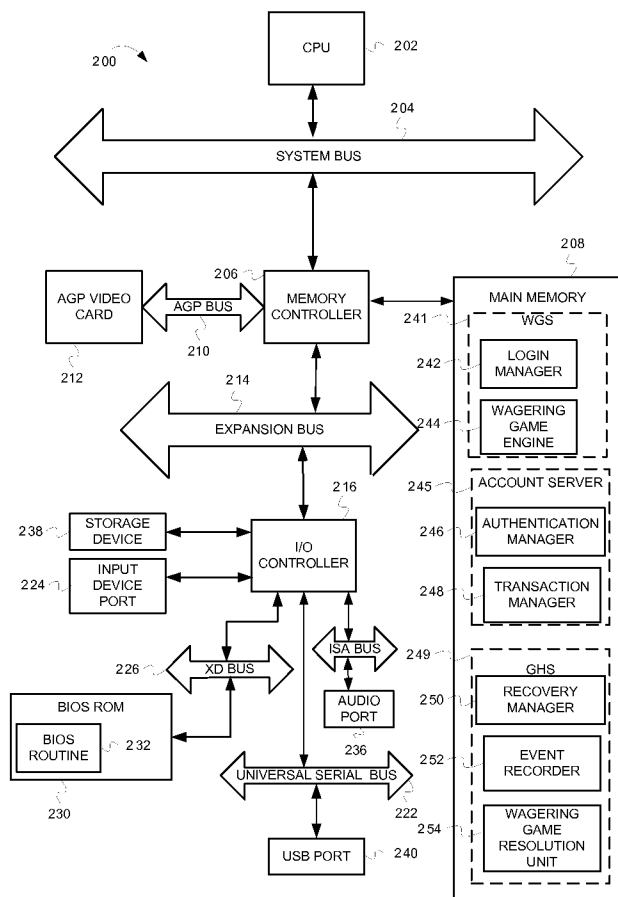 CPU
202
200
204
SYSTEM BUS
208
206
MAIN MEMORY
AGP VIDEO
CARD
AGP BUS
MEMORY
CONTROLLER
241
WGS
210
212
242
LOGIN
MANAGER
214
244
WAGERING
GAME
ENGINE
EXPANSION BUS
216
245
ACCOUNT SERVER
238
STORAGE
DEVICE
246
AUTHENTICATION
MANAGER
I/O
CONTROLLER
224
INPUT
DEVICE
PORT
248
TRANSACTION
MANAGER
ISA BUS
249
226
XD BUS
GHS
250
RECOVERY
MANAGER
BIOS ROM
AUDIO
PORT
BIOS
ROUTINE
232
236
252
EVENT
RECORDER
UNIVERSAL SERIAL BUS
230
222
254
WAGERING
GAME
RESOLUTION
UNIT
USB PORT
240